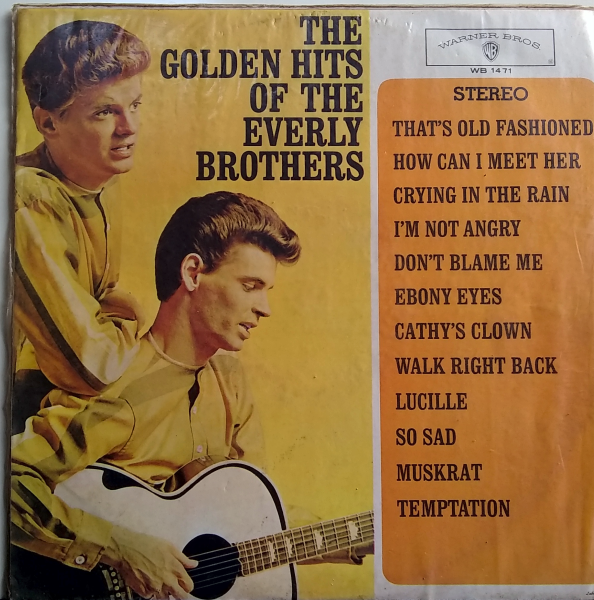 THE
GOLDEN HITS
OF THE
EVERLY
BROTHERS
WARNER BROS.
WB
WB 1471
STEREO
THAT'S OLD FASHIONED
HOW CAN I MEET HER
CRYING IN THE RAIN
I'M NOT ANGRY
DON'T BLAME ME
EBONY EYES
CATHY'S CLOWN
WALK RIGHT BACK
LUCILLE
SO SAD
MUSKRAT
TEMPTATION